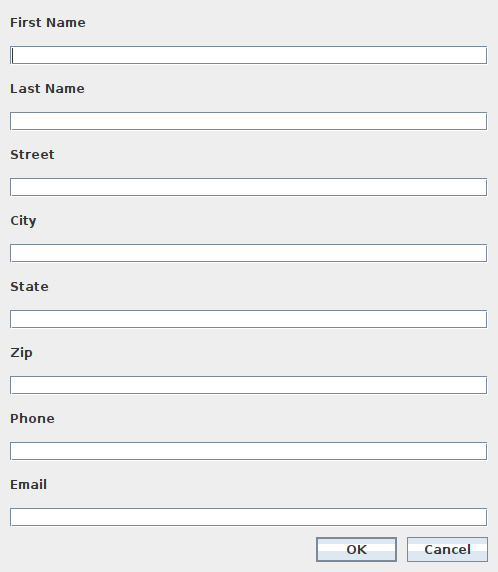 First Name
Last Name
Street
City
State
Zip
Phone
Email
OK Cancel